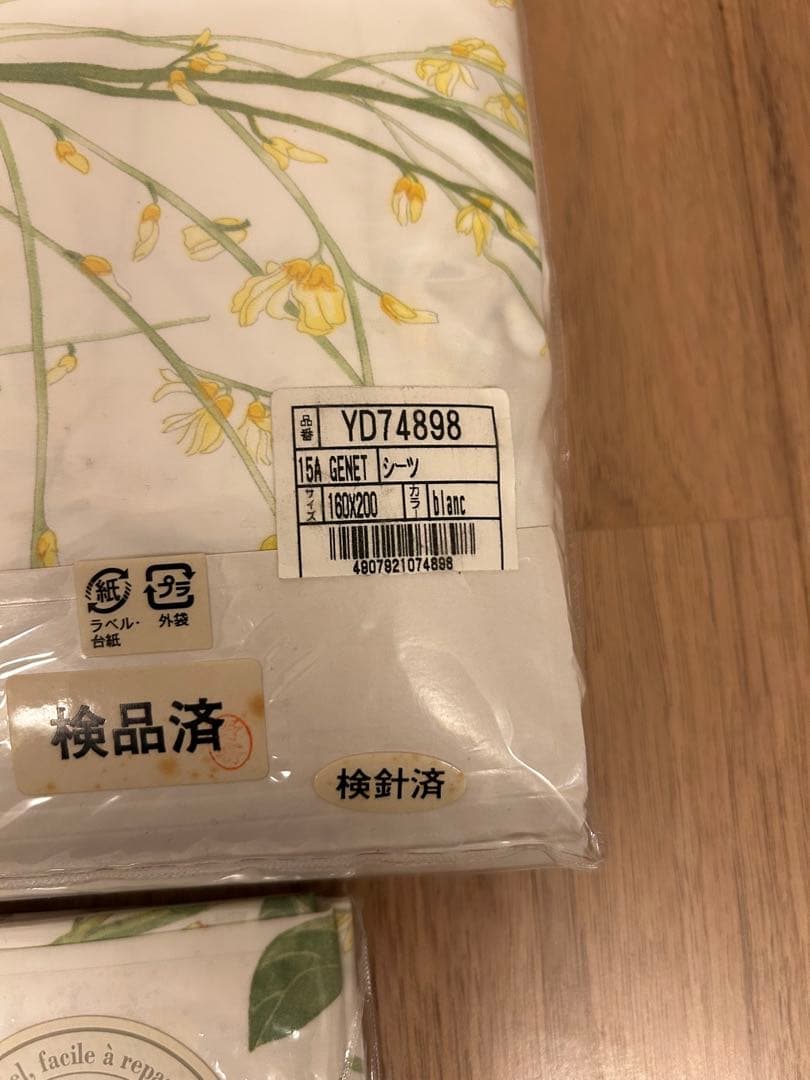 品番 YD74898
15A GENET シーツ
サイズ 160X200 カラー blanc
4907921074898
紙 プラ
ラベル・ 外袋
台紙
検品済
検針済
facile à repa